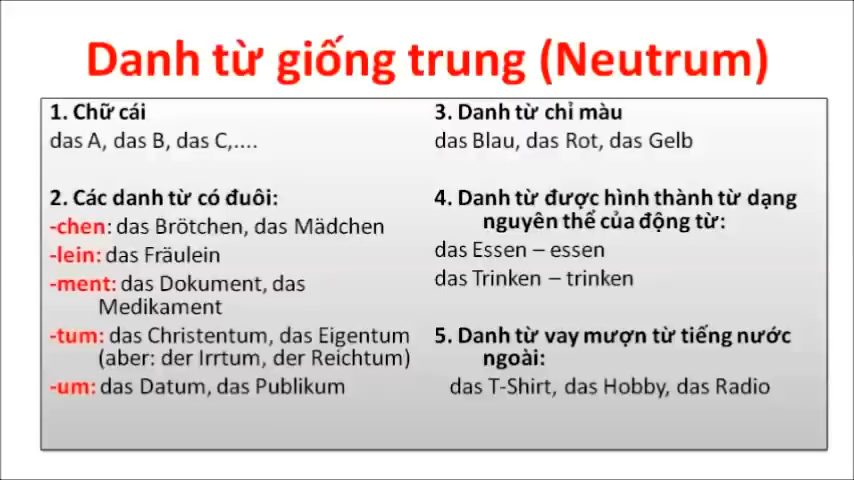 Danh từ giống trung (Neutrum)
1. Chữ cái
das A, das B, das C,....
2. Các danh từ có đuôi:
-chen: das Brötchen, das Mädchen
-lein: das Fräulein
-ment: das Dokument, das
Medikament
-tum: das Christentum, das Eigentum
(aber: der Irrtum, der Reichtum)
-um: das Datum, das Publikum
3. Danh từ chỉ màu
das Blau, das Rot, das Gelb
4. Danh từ được hình thành từ dạng
nguyên thể của động từ:
das Essen – essen
das Trinken – trinken
5. Danh từ vay mượn từ tiếng nước
ngoài:
das T-Shirt, das Hobby, das Radio